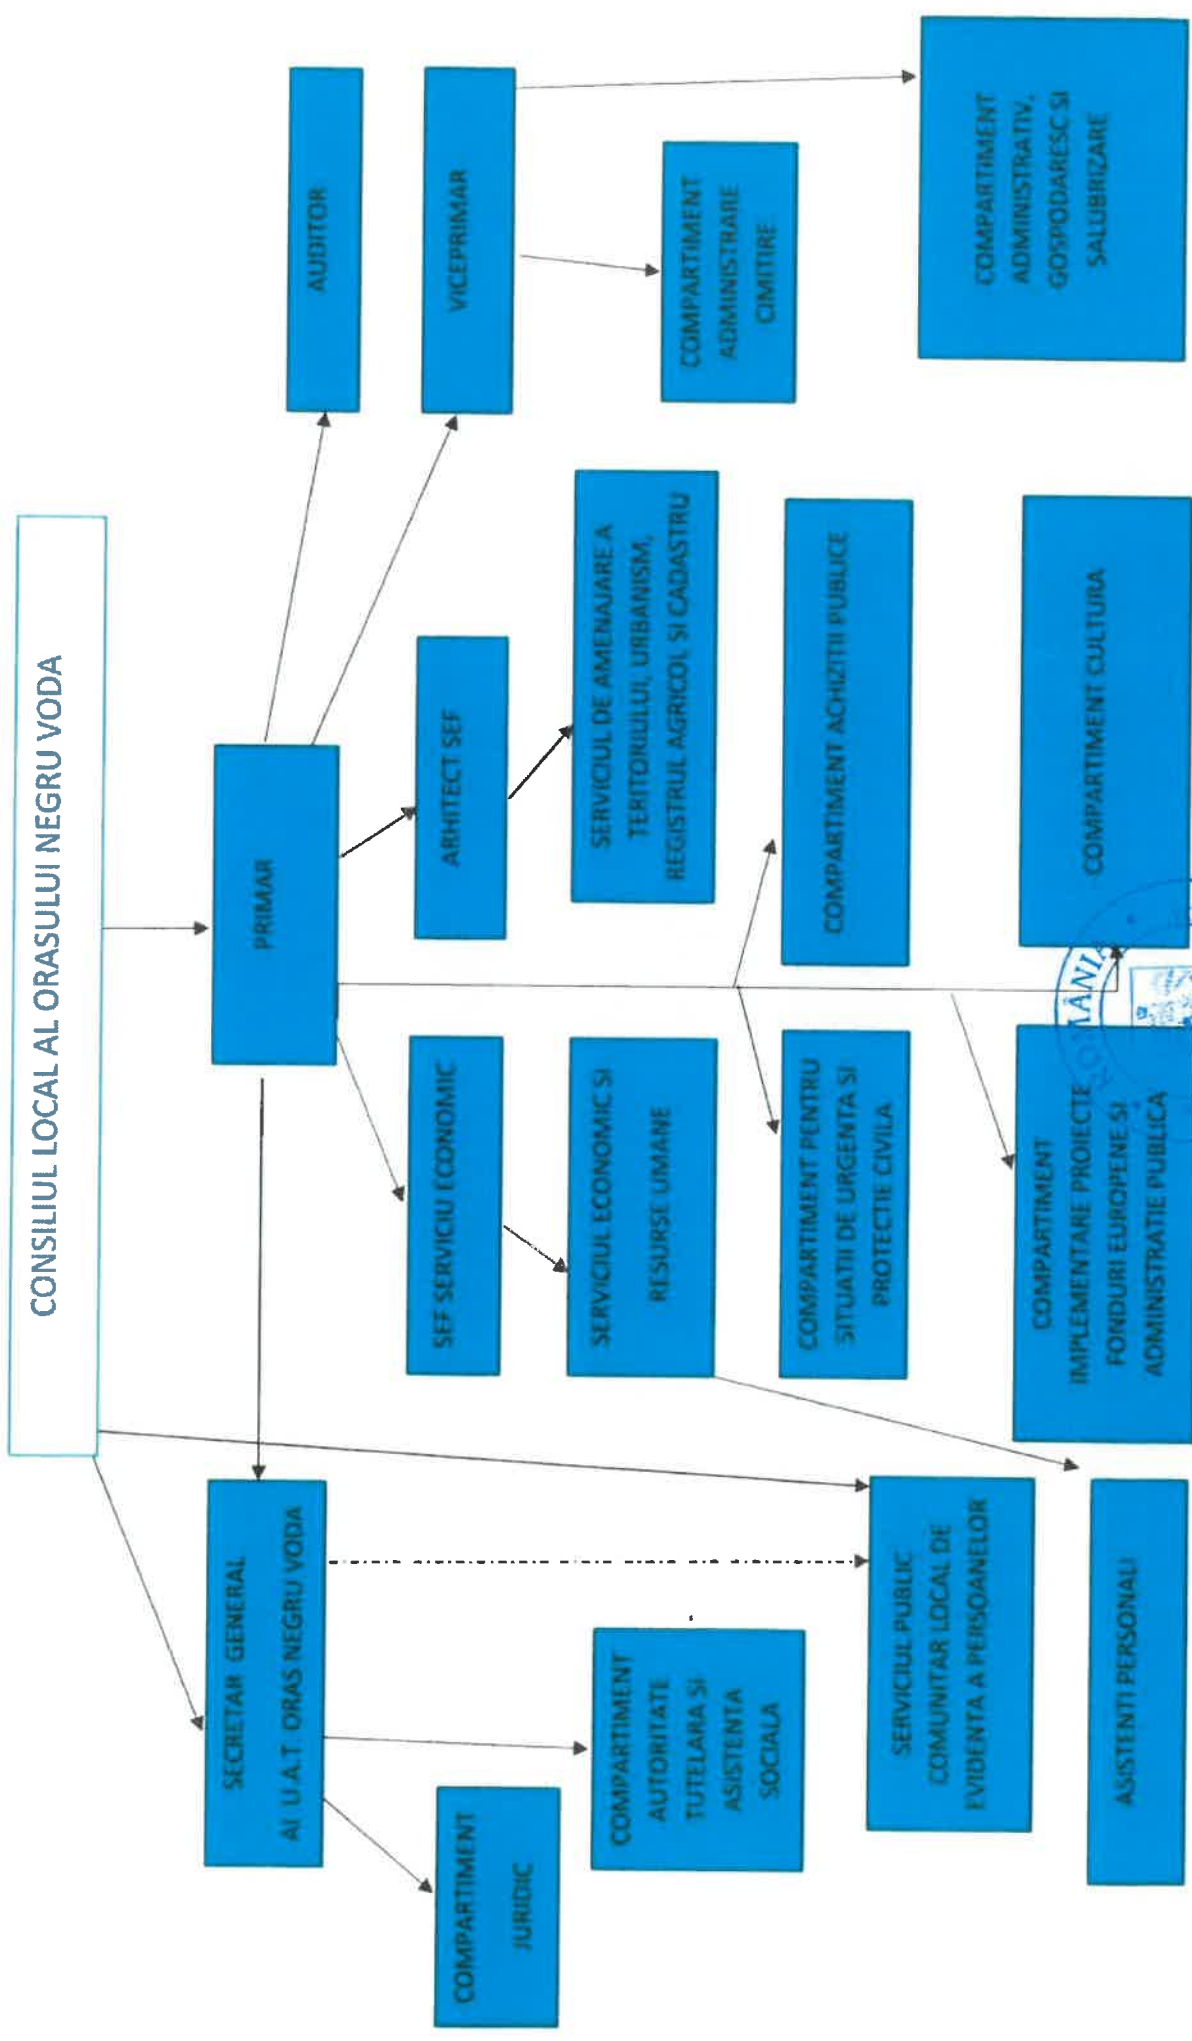 CONSILIUL LOCAL AL ORASULUI NEGRU VODA
PRIMAR
AUDITOR
VICEPRIMAR
SECRETAR GENERAL
Al U.A.T. ORAS NEGRU VODA
ARHITECT SEF
SEF SERVICIU ECONOMIC
COMPARTIMENT
JURIDIC
COMPARTIMENT
AUTORITATE
TUTELARA SI
ASISTENTA
SOCIALA
SERVICIUL ECONOMIC SI
RESURSE UMANE
SERVICIUL DE AMENAJARE A
TERITORIULUI, URBANISM,
REGISTRUL AGRICOL SI CADASTRU
COMPARTIMENT
ADMINISTRARE
CIMITIRE
COMPARTIMENT PENTRU
SITUATII DE URGENTA SI
PROTECTIE CIVILA
COMPARTIMENT ACHIZITII PUBLICE
SERVICIUL PUBLIC
COMUNITAR LOCAL DE
EVIDENTA A PERSOANELOR
COMPARTIMENT
ADMINISTRATIV,
GOSPODARESC SI
SALUBRIZARE
ASISTENTI PERSONALI
COMPARTIMENT
IMPLEMENTARE PROIECTE
FONDURI EUROPENE SI
ADMINISTRATIE PUBLICA
COMPARTIMENT CULTURA
ROMÂNIA